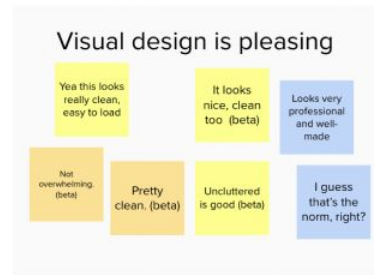 Visual design is pleasing
Yea this looks
really clean,
easy to load
It looks
nice, clean
too (beta)
Looks very
professional
and well-
made
Not
overwhelming.
(beta)
Pretty
clean. (beta)
Uncluttered
is good (beta)
I guess
that's the
norm, right?